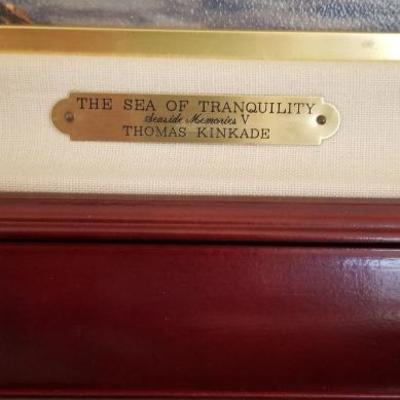 THE SEA OF TRANQUILITY
Seaside Memories V
THOMAS KINKADE